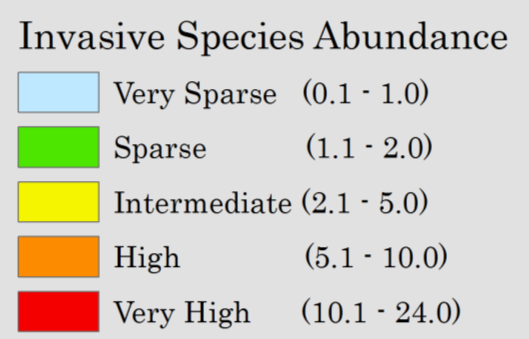 Invasive Species Abundance
Very Sparse (0.1 - 1.0)
Sparse (1.1 - 2.0)
Intermediate (2.1 - 5.0)
High (5.1 - 10.0)
Very High (10.1 - 24.0)